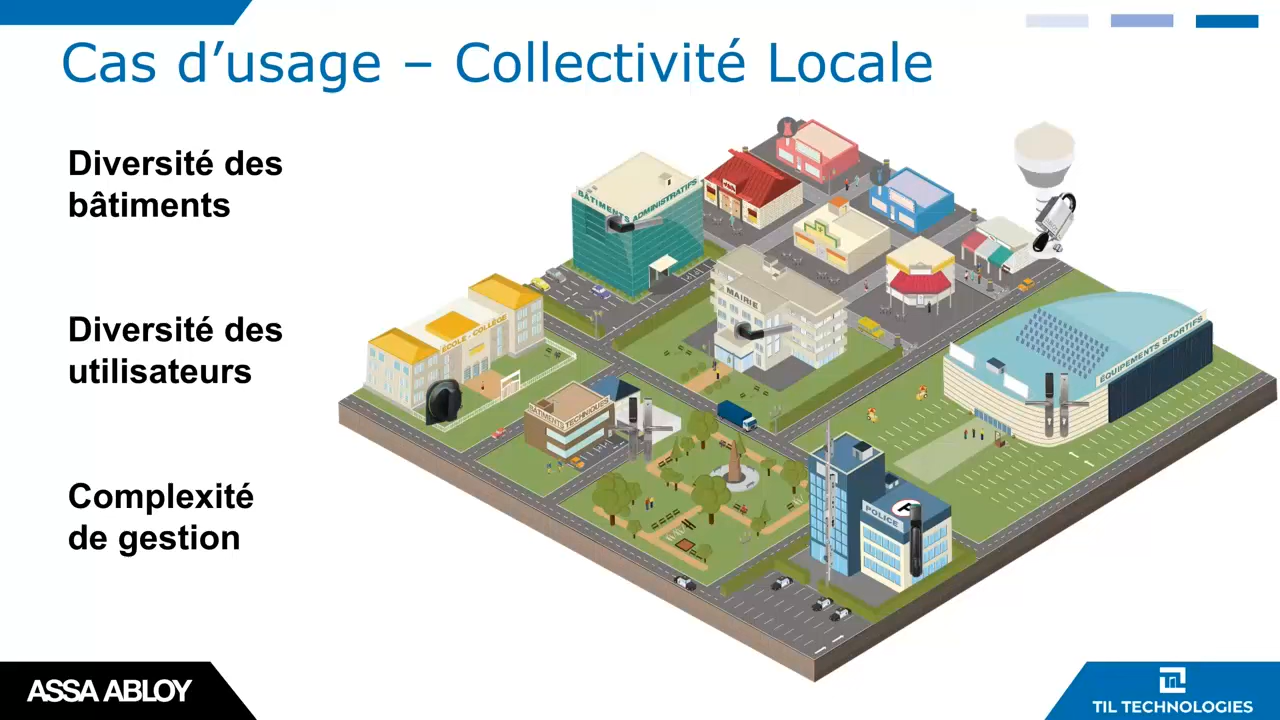 Cas d’usage – Collectivité Locale
Diversité des
bâtiments
Diversité des
utilisateurs
Complexité
de gestion
BÂTIMENTS ADMINISTRATIFS
MAIRIE
ÉCOLE - COLLÈGE
BÂTIMENTS TECHNIQUES
EQUIPEMENTS SPORTIFS
POLICE
P
ASSA ABLOY
TIL TECHNOLOGIES